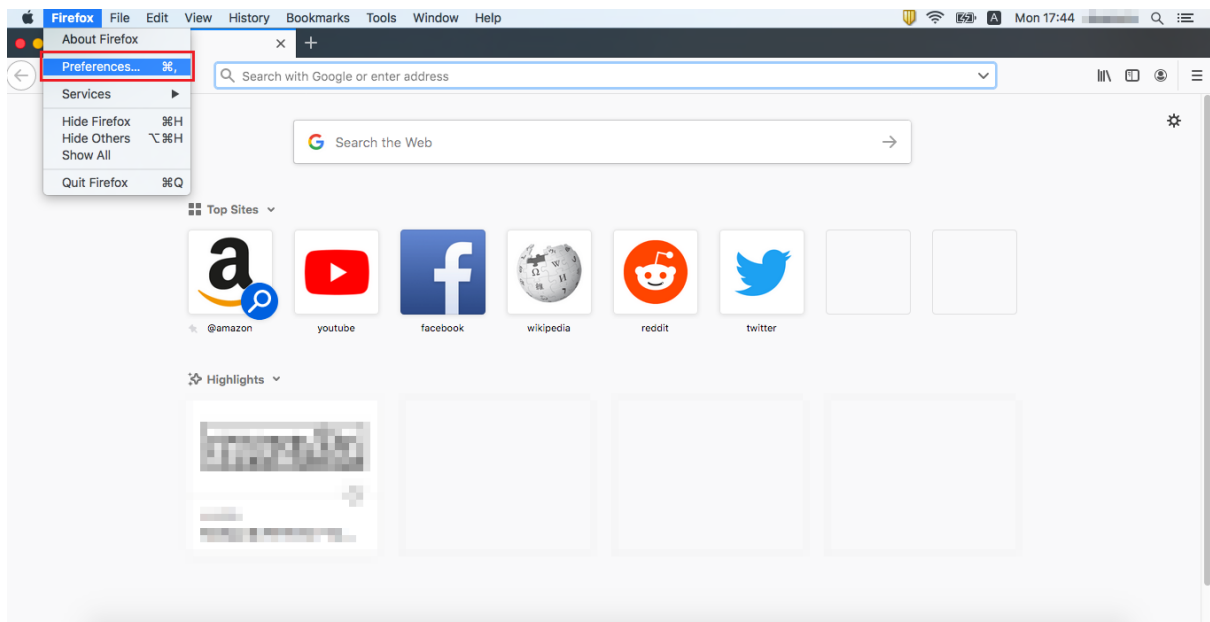 Firefox File Edit View History Bookmarks Tools Window Help A Mon 17:44
About Firefox
Preferences... ⌘,
Services ▶
Hide Firefox ⌘H
Hide Others ⌥⌘H
Show All
Quit Firefox ⌘Q
Search with Google or enter address
Search the Web
Top Sites
@amazon youtube facebook wikipedia reddit twitter
Highlights